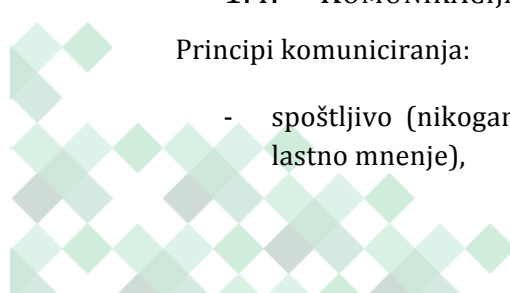 Principi komuniciranja:
- spoštljivo (nikogar
lastno mnenje),